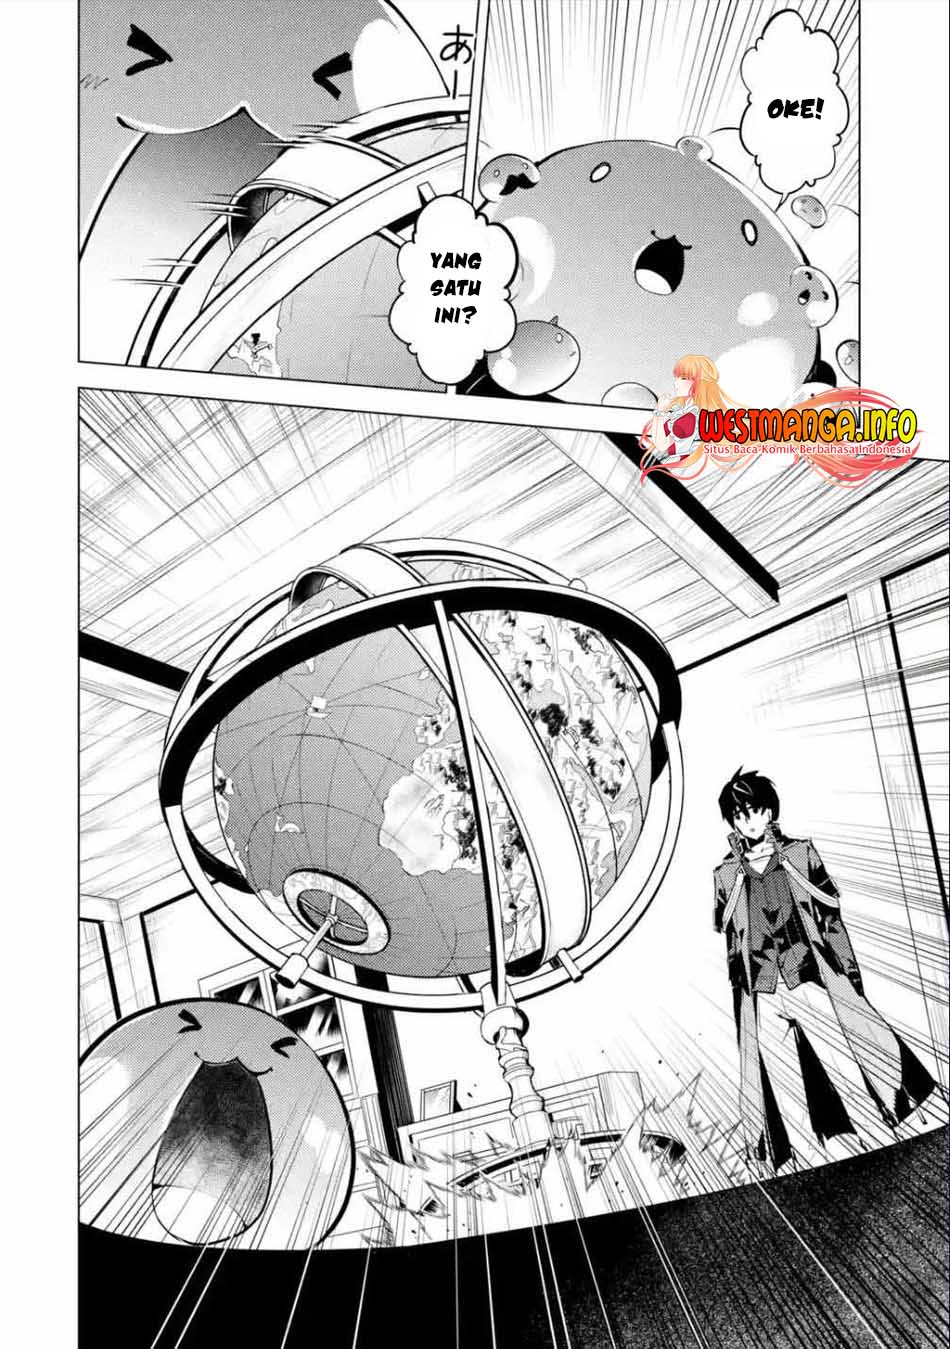 OKE!
YANG
SATU
INI?
あー
WESTMANGA.INFO
Situs Baca Komik Berbahasa Indonesia